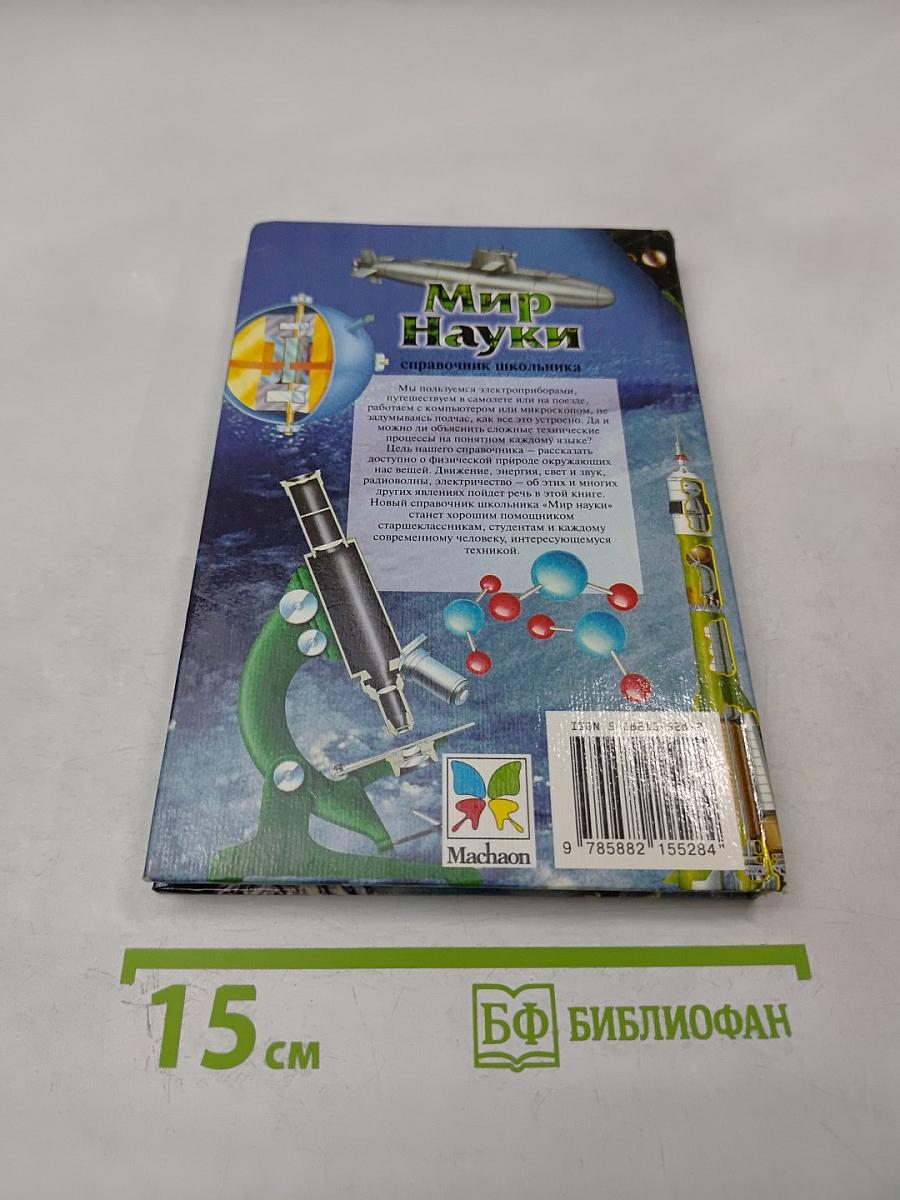 Мир
Науки
справочник школьника
Мы пользуемся электроприборами,
путешествуем в самолете или на поезде,
работаем с компьютером или микроскопом, не
задумываясь подчас, как все это устроено. Да и
можно ли объяснить сложные технические
процессы на понятном каждому языке?
Цель нашего справочника – рассказать
доступно о физической природе окружающих
нас вещей. Движение, энергия, свет и звук,
радиоволны, электричество – об этих и многих
других явлениях пойдет речь в этой книге.
Новый справочник школьника «Мир науки»
станет хорошим помощником
старшеклассникам, студентам и каждому
современному человеку, интересующемуся
техникой.
ISBN
9 785882 155284
Machaon
15 см
БФ БИБЛИОФАН